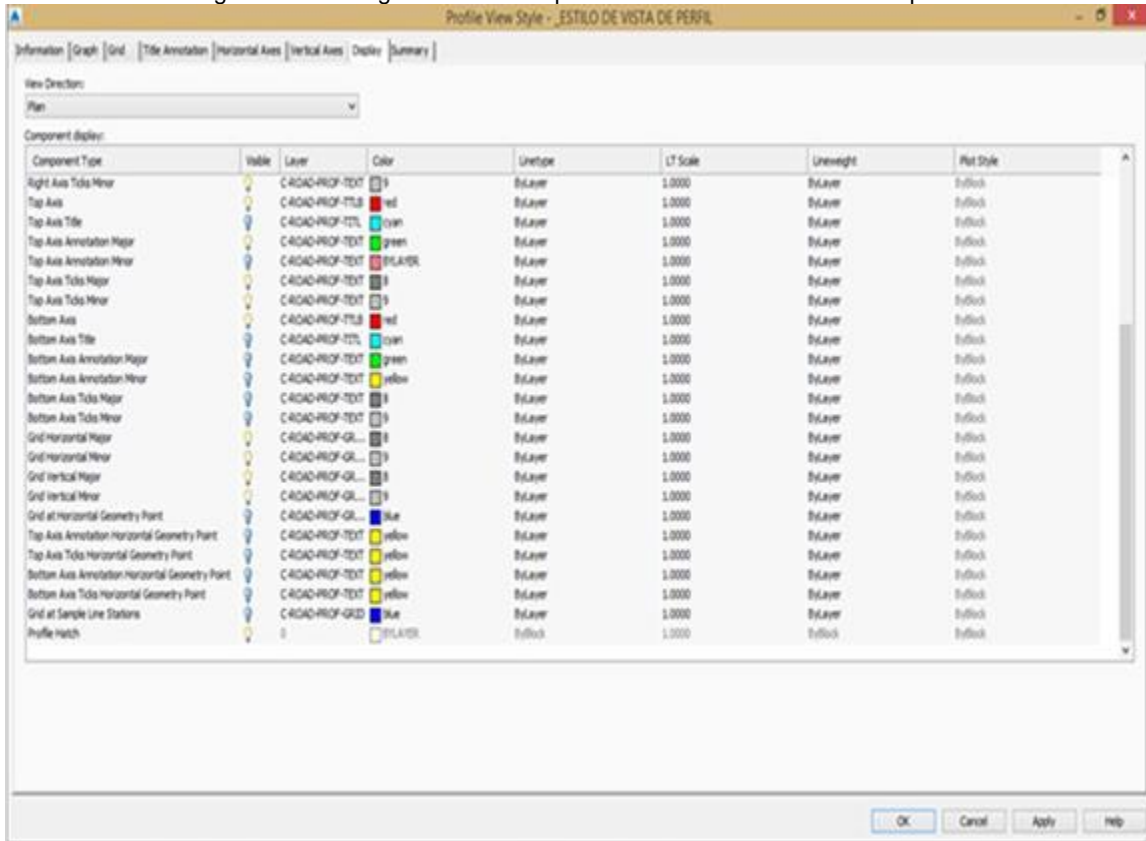 Profile View Style - _ESTILO DE VISTA DE PERFIL
Information Graph Grid Title Annotation Horizontal Axes Vertical Axes Display Summary
View Direction:
Plan
Component display:
Component Type Visible Layer Color Linetype LT Scale Lineweight Plot Style
Right Axis Ticks Minor C-ROAD-PROF-TEXT 9 ByLayer 1.0000 ByLayer ByBlock
Top Axis C-ROAD-PROF-TTLB red ByLayer 1.0000 ByLayer ByBlock
Top Axis Title C-ROAD-PROF-TITL cyan ByLayer 1.0000 ByLayer ByBlock
Top Axis Annotation Major C-ROAD-PROF-TEXT green ByLayer 1.0000 ByLayer ByBlock
Top Axis Annotation Minor C-ROAD-PROF-TEXT BYLAYER ByLayer 1.0000 ByLayer ByBlock
Top Axis Ticks Major C-ROAD-PROF-TEXT 8 ByLayer 1.0000 ByLayer ByBlock
Top Axis Ticks Minor C-ROAD-PROF-TEXT 9 ByLayer 1.0000 ByLayer ByBlock
Bottom Axis C-ROAD-PROF-TTLB red ByLayer 1.0000 ByLayer ByBlock
Bottom Axis Title C-ROAD-PROF-TITL cyan ByLayer 1.0000 ByLayer ByBlock
Bottom Axis Annotation Major C-ROAD-PROF-TEXT green ByLayer 1.0000 ByLayer ByBlock
Bottom Axis Annotation Minor C-ROAD-PROF-TEXT yellow ByLayer 1.0000 ByLayer ByBlock
Bottom Axis Ticks Major C-ROAD-PROF-TEXT 8 ByLayer 1.0000 ByLayer ByBlock
Bottom Axis Ticks Minor C-ROAD-PROF-TEXT 9 ByLayer 1.0000 ByLayer ByBlock
Grid Horizontal Major C-ROAD-PROF-GR... 8 ByLayer 1.0000 ByLayer ByBlock
Grid Horizontal Minor C-ROAD-PROF-GR... 9 ByLayer 1.0000 ByLayer ByBlock
Grid Vertical Major C-ROAD-PROF-GR... 8 ByLayer 1.0000 ByLayer ByBlock
Grid Vertical Minor C-ROAD-PROF-GR... 9 ByLayer 1.0000 ByLayer ByBlock
Grid at Horizontal Geometry Point C-ROAD-PROF-GR... blue ByLayer 1.0000 ByLayer ByBlock
Top Axis Annotation Horizontal Geometry Point C-ROAD-PROF-TEXT yellow ByLayer 1.0000 ByLayer ByBlock
Top Axis Ticks Horizontal Geometry Point C-ROAD-PROF-TEXT yellow ByLayer 1.0000 ByLayer ByBlock
Bottom Axis Annotation Horizontal Geometry Point C-ROAD-PROF-TEXT yellow ByLayer 1.0000 ByLayer ByBlock
Bottom Axis Ticks Horizontal Geometry Point C-ROAD-PROF-TEXT yellow ByLayer 1.0000 ByLayer ByBlock
Grid at Sample Line Stations C-ROAD-PROF-GRID blue ByLayer 1.0000 ByLayer ByBlock
Profile Hatch 0 BYLAYER ByBlock 1.0000 ByBlock ByBlock
OK Cancel Apply Help